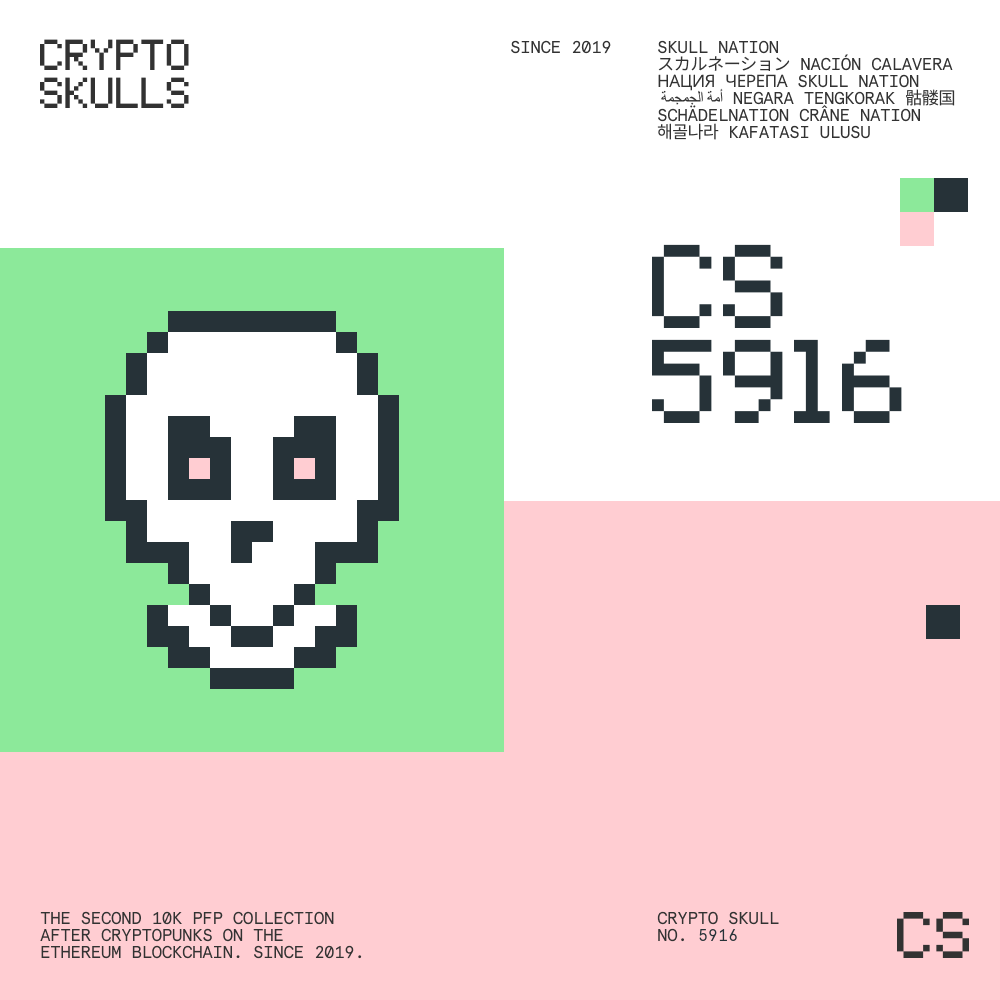 CRYPTO
SKULLS
SINCE 2019
SKULL NATION
スカルネーション NACIÓN CALAVERA
НАЦИЯ ЧЕРЕПА SKULL NATION
أمة الجمجمة NEGARA TENGKORAK 骷髅国
SCHÄDELNATION CRÂNE NATION
해골나라 KAFATASI ULUSU
CS
5916
THE SECOND 10K PFP COLLECTION
AFTER CRYPTOPUNKS ON THE
ETHEREUM BLOCKCHAIN. SINCE 2019.
CRYPTO SKULL
NO. 5916
CS